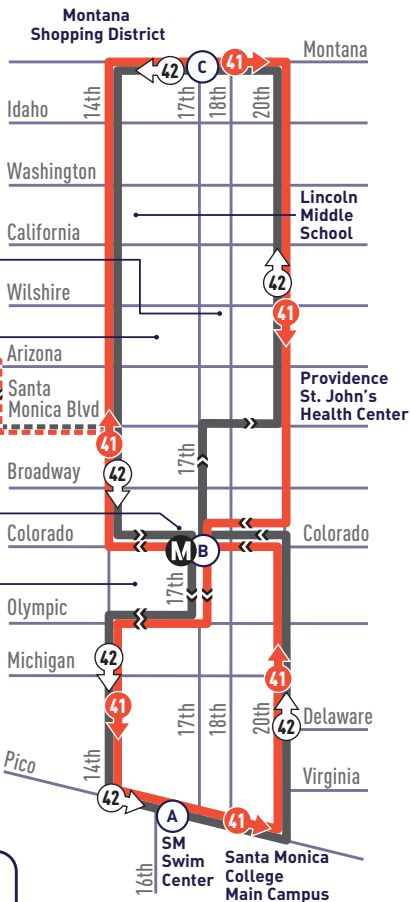 Montana
Shopping District
Montana
42
C
41
14th
17th
18th
20th
Idaho
Washington
Lincoln
Middle
School
California
42
Wilshire
41
Arizona
Providence
St. John's
Health Center
Santa
Monica Blvd
41
17th
Broadway
42
Colorado
M
B
Colorado
17th
Olympic
42
Michigan
41
41
17th
18th
20th
42
Delaware
14th
Pico
Virginia
42
A
41
16th
SM
Swim
Center
Santa Monica
College
Main Campus